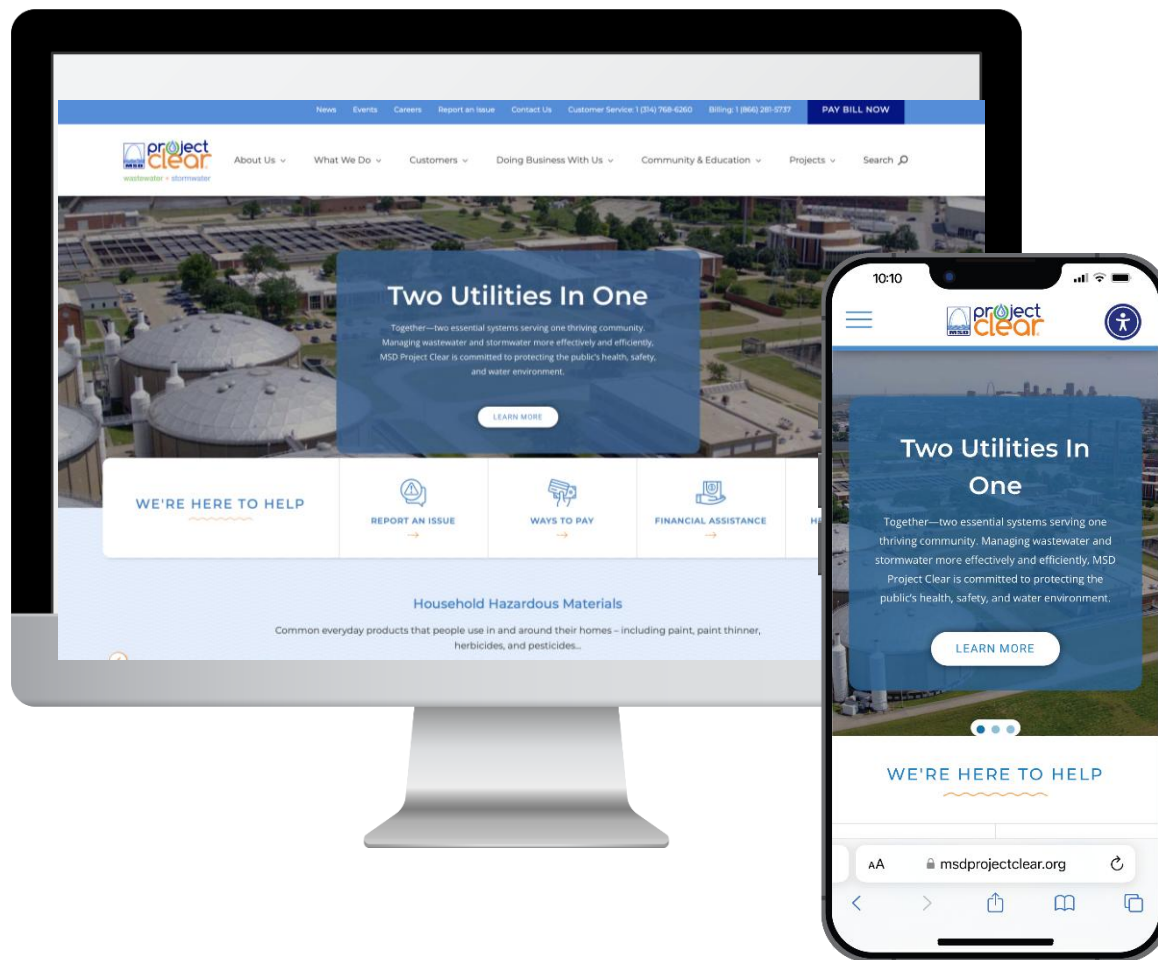 News Events Careers Report an Issue Contact Us Customer Service: 1 (314) 768-6260 Billing: 1 (866) 281-5737 PAY BILL NOW
MSD
project
clear
wastewater + stormwater
About Us What We Do Customers Doing Business With Us Community & Education Projects Search
Two Utilities In One
Together—two essential systems serving one thriving community.
Managing wastewater and stormwater more effectively and efficiently,
MSD Project Clear is committed to protecting the public's health, safety,
and water environment.
LEARN MORE
WE'RE HERE TO HELP
REPORT AN ISSUE
WAYS TO PAY
FINANCIAL ASSISTANCE
Household Hazardous Materials
Common everyday products that people use in and around their homes – including paint, paint thinner,
herbicides, and pesticides...
10:10
MSD
project
clear
Two Utilities In
One
Together—two essential systems serving one
thriving community. Managing wastewater and
stormwater more effectively and efficiently, MSD
Project Clear is committed to protecting the
public's health, safety, and water environment.
LEARN MORE
WE'RE HERE TO HELP
AA msdprojectclear.org